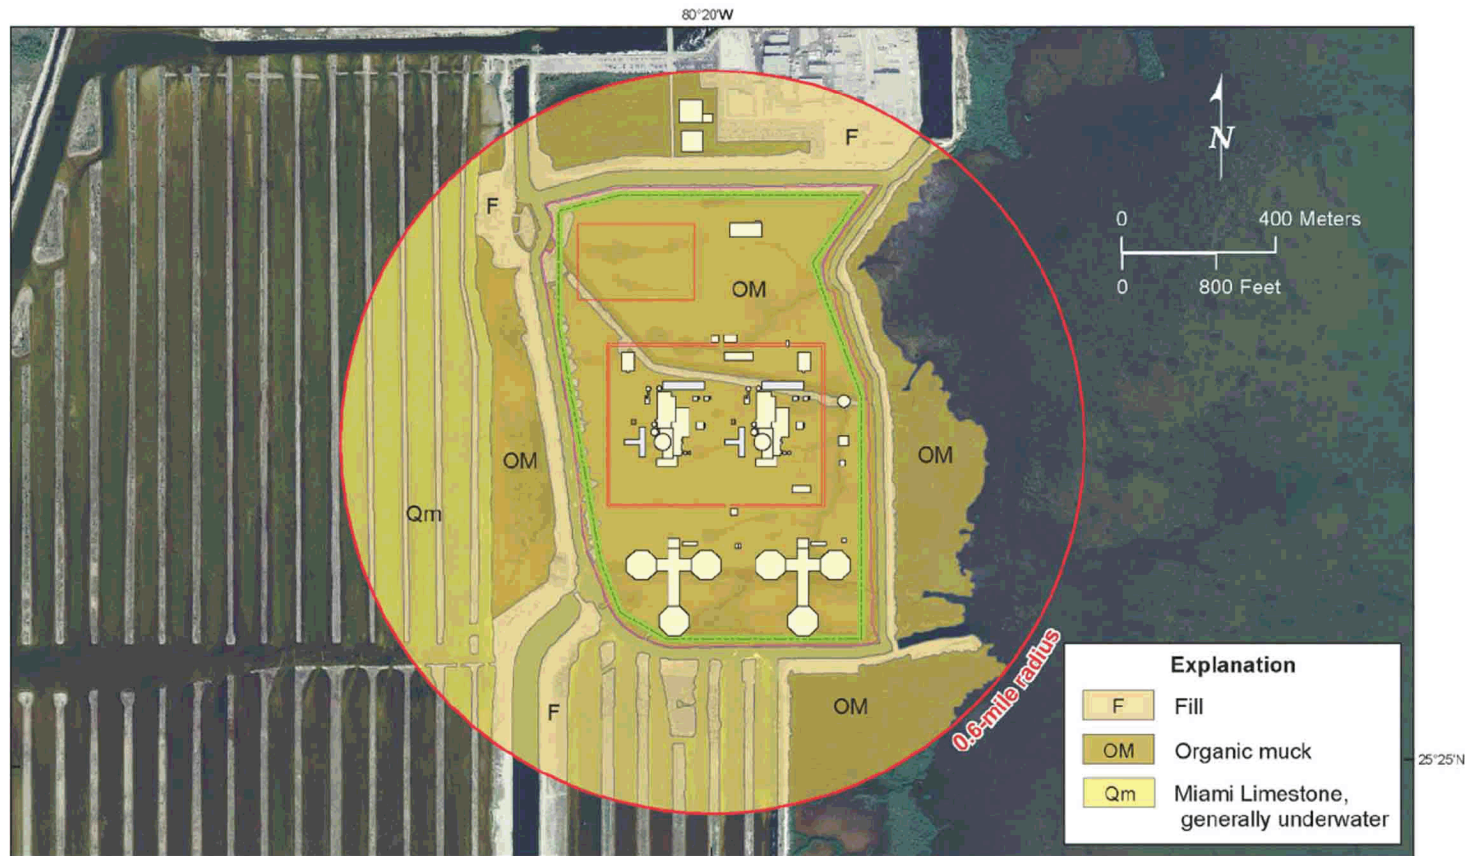 80°20'W
F
N
0 400 Meters
0 800 Feet
F
OM
OM
OM
Qm
0.6-mile radius
F
OM
Explanation
F Fill
OM Organic muck
Qm Miami Limestone,
generally underwater
25°25'N